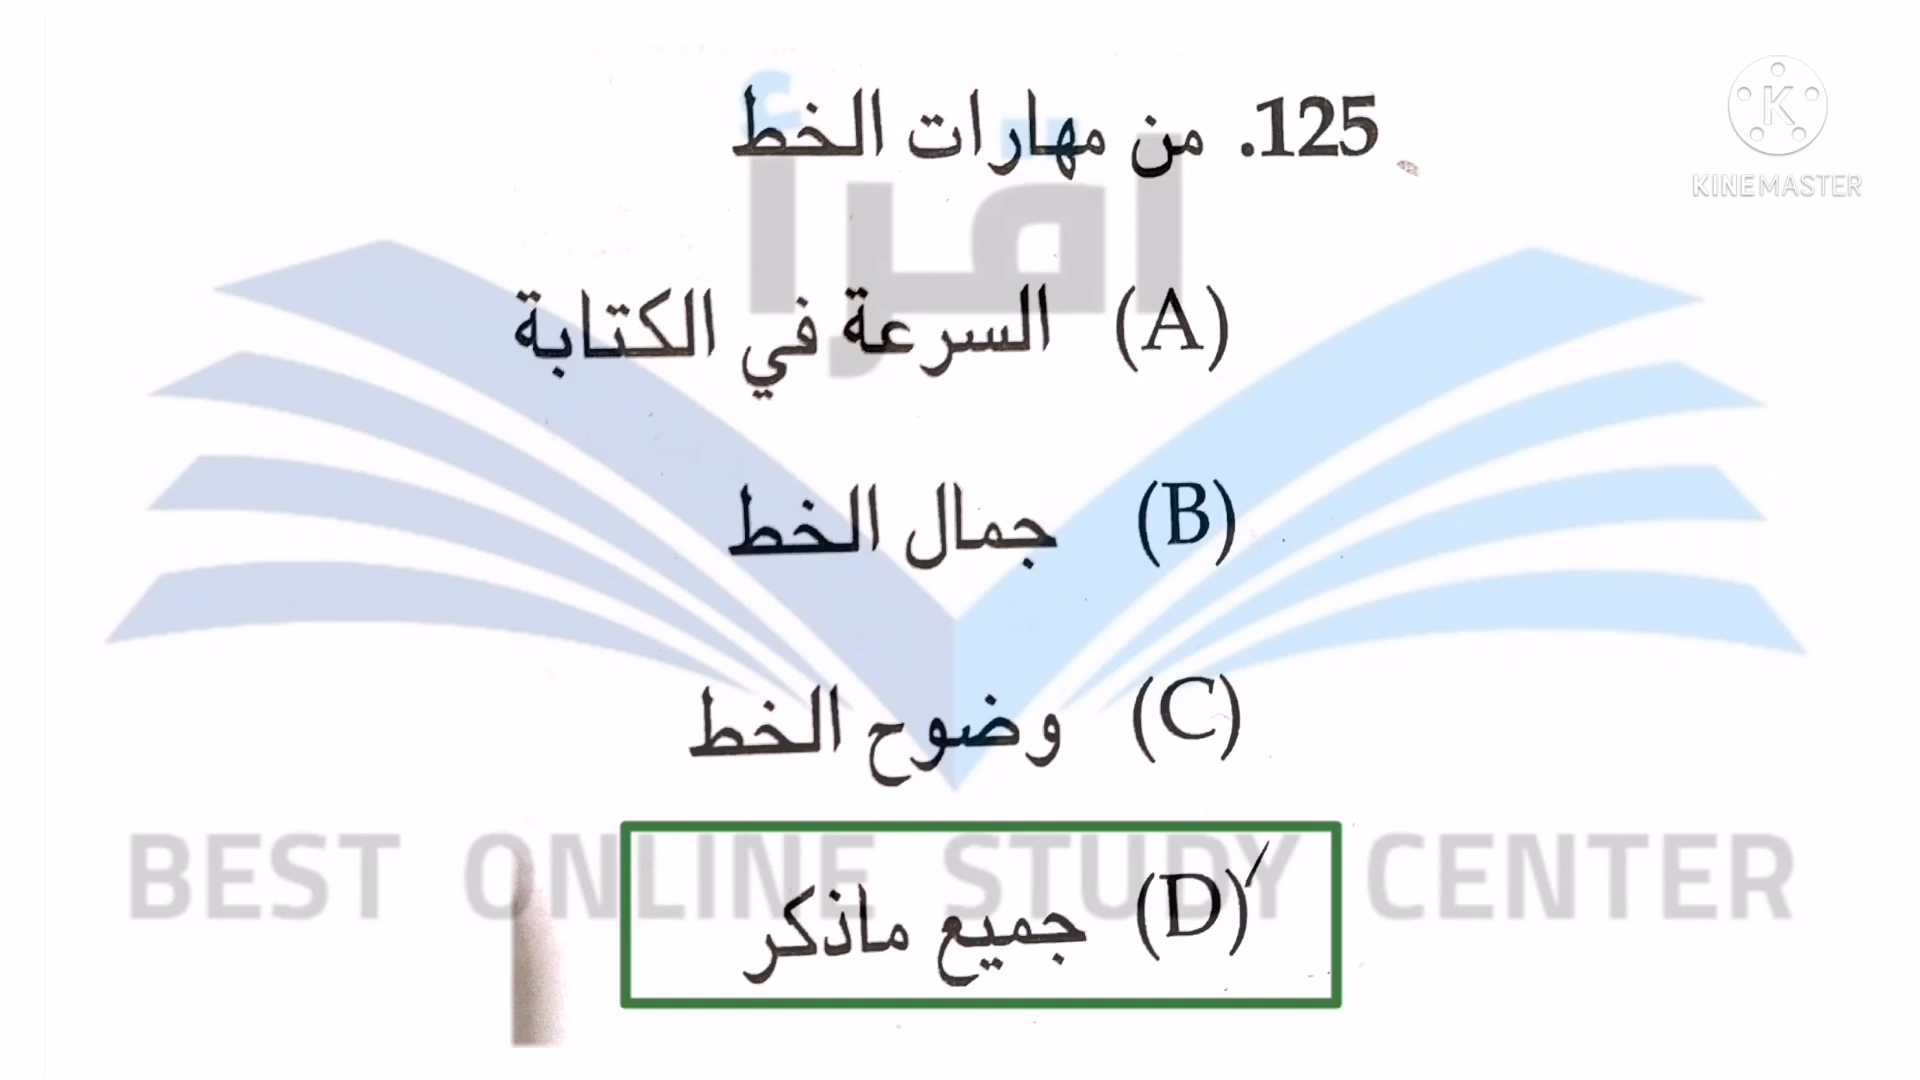 125. من مهارات الخط
KINEMASTER
اقرأ
(A) السرعة في الكتابة
(B) جمال الخط
(C) وضوح الخط
BEST ONLINE STUDY CENTER
(D) جميع ماذكر